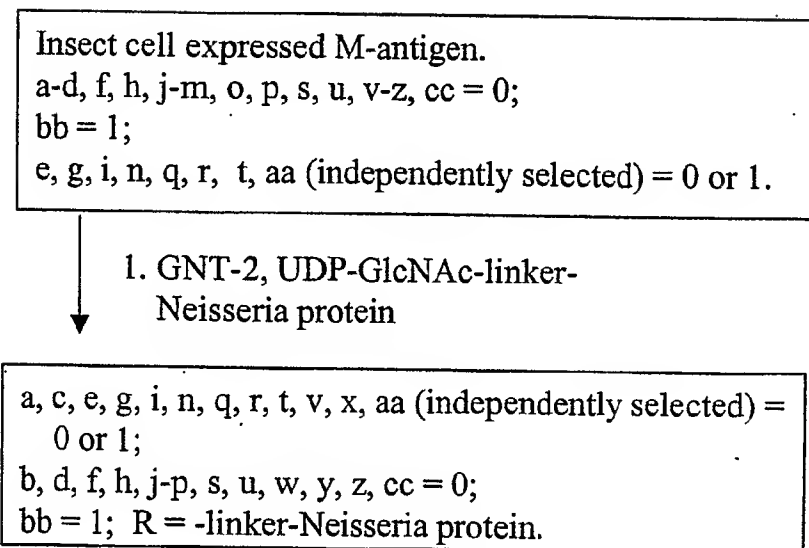 Insect cell expressed M-antigen.
a-d, f, h, j-m, o, p, s, u, v-z, cc = 0;
bb = 1;
e, g, i, n, q, r, t, aa (independently selected) = 0 or 1.
1. GNT-2, UDP-GlcNAc-linker-
Neisseria protein
a, c, e, g, i, n, q, r, t, v, x, aa (independently selected) =
0 or 1;
b, d, f, h, j-p, s, u, w, y, z, cc = 0;
bb = 1; R = -linker-Neisseria protein.